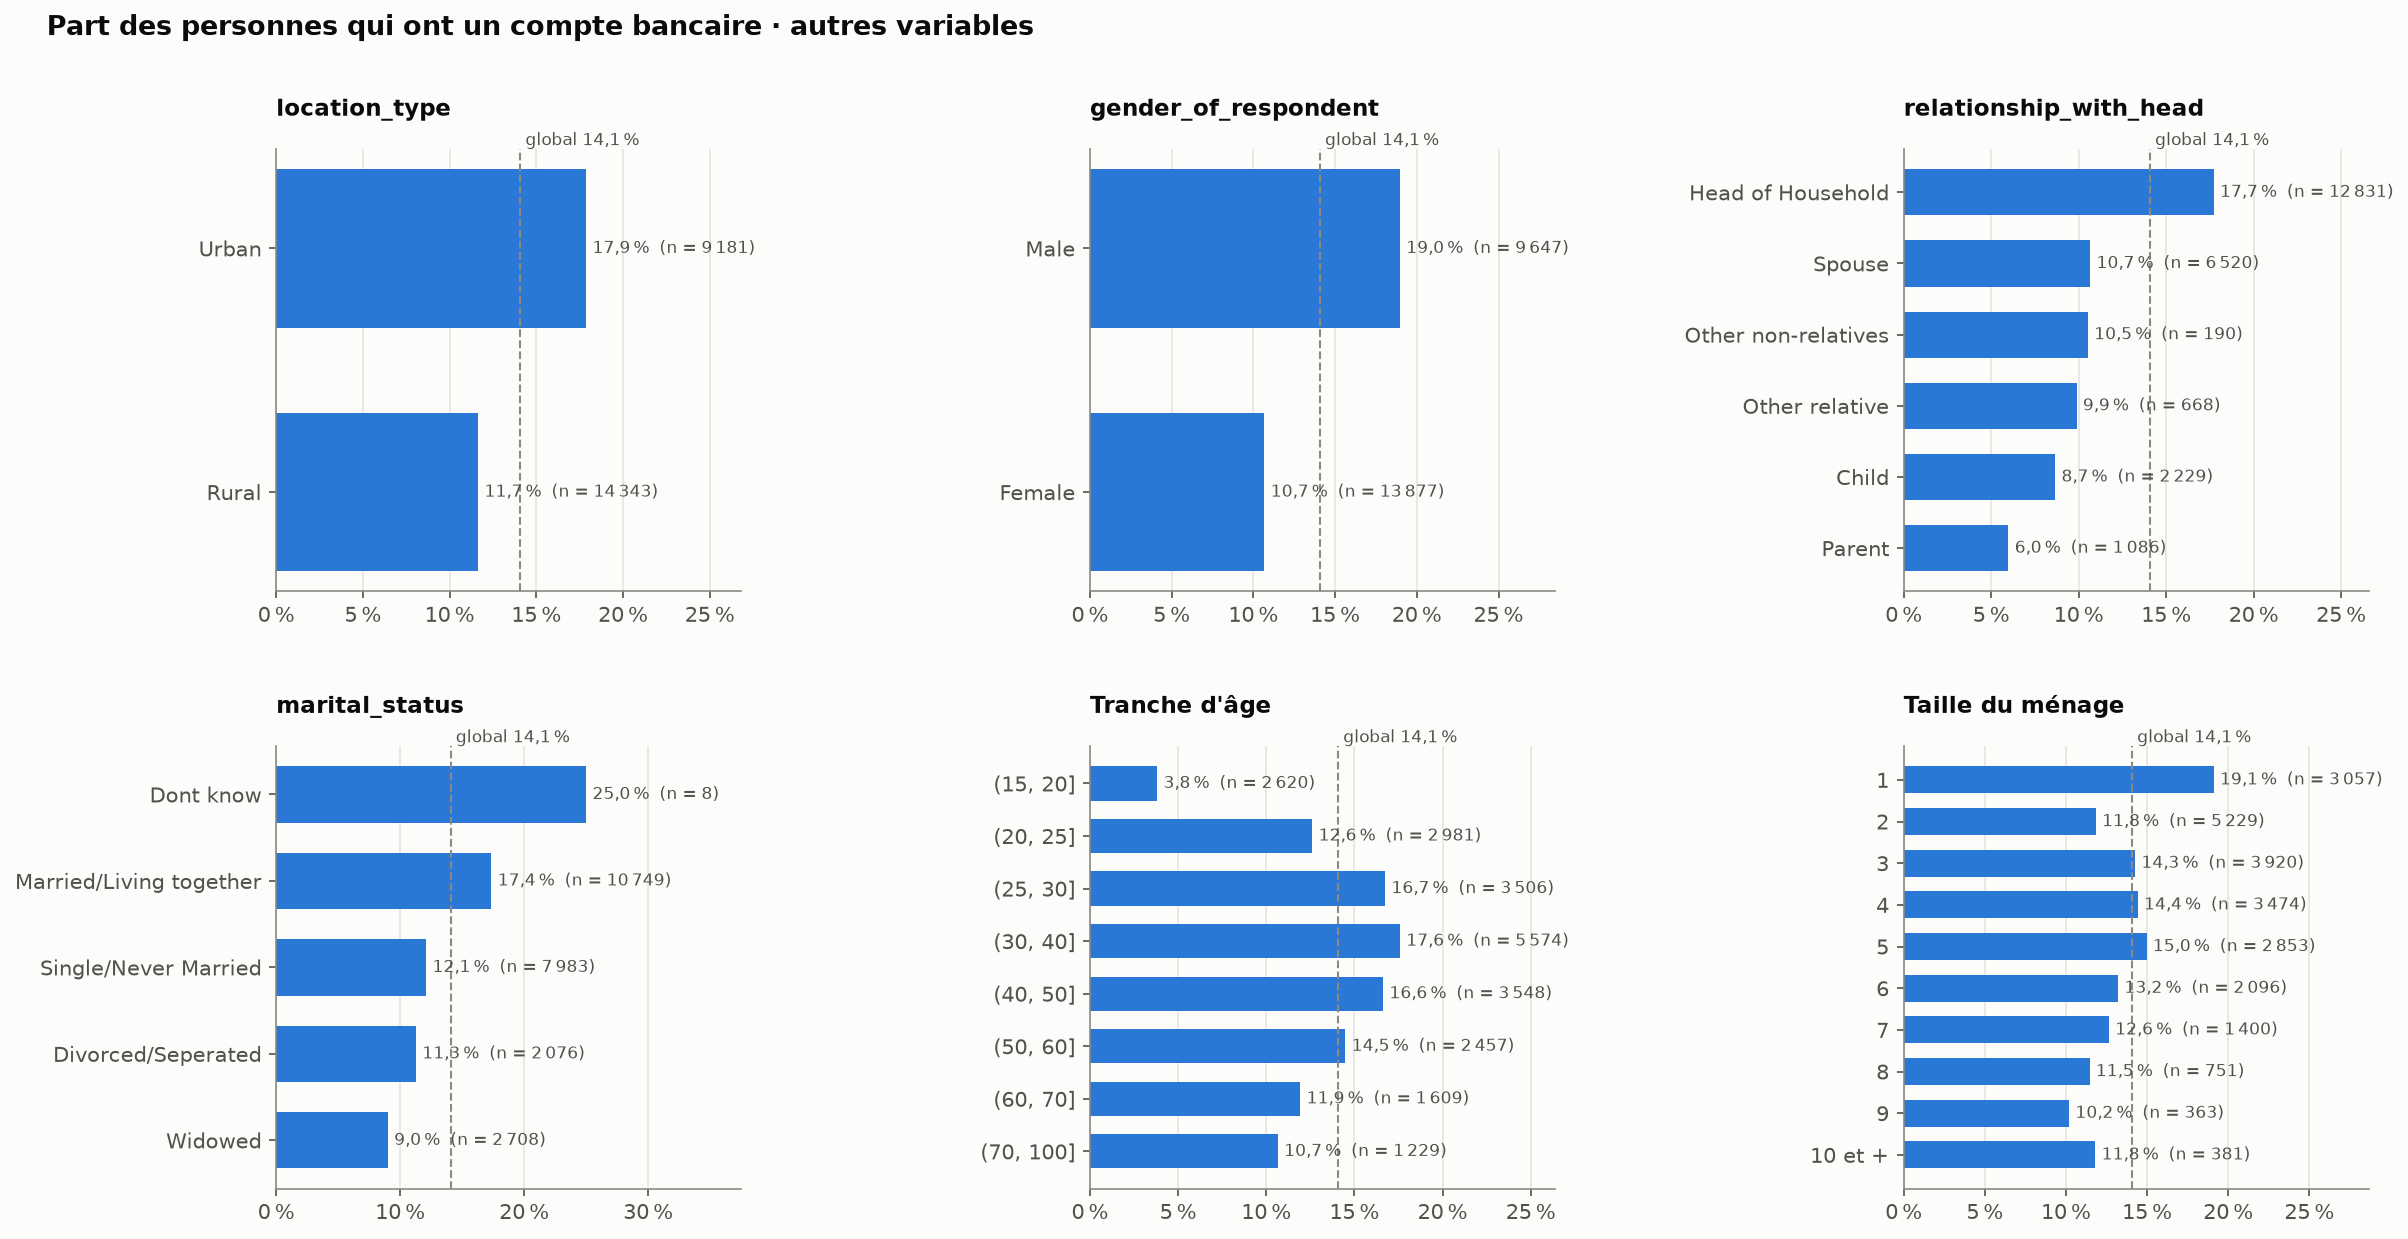 Part des personnes qui ont un compte bancaire · autres variables
location_type
global 14,1 %
Urban
17,9 % (n = 9 181)
Rural
11,7 % (n = 14 343)
0 % 5 % 10 % 15 % 20 % 25 %
gender_of_respondent
global 14,1 %
Male
19,0 % (n = 9 647)
Female
10,7 % (n = 13 877)
0 % 5 % 10 % 15 % 20 % 25 %
relationship_with_head
global 14,1 %
Head of Household
17,7 % (n = 12 831)
Spouse
10,7 % (n = 6 520)
Other non-relatives
10,5 % (n = 190)
Other relative
9,9 % (n = 668)
Child
8,7 % (n = 2 229)
Parent
6,0 % (n = 1 086)
0 % 5 % 10 % 15 % 20 % 25 %
marital_status
global 14,1 %
Dont know
25,0 % (n = 8)
Married/Living together
17,4 % (n = 10 749)
Single/Never Married
12,1 % (n = 7 983)
Divorced/Seperated
11,3 % (n = 2 076)
Widowed
9,0 % (n = 2 708)
0 % 10 % 20 % 30 %
Tranche d'âge
global 14,1 %
(15, 20]
3,8 % (n = 2 620)
(20, 25]
12,6 % (n = 2 981)
(25, 30]
16,7 % (n = 3 506)
(30, 40]
17,6 % (n = 5 574)
(40, 50]
16,6 % (n = 3 548)
(50, 60]
14,5 % (n = 2 457)
(60, 70]
11,9 % (n = 1 609)
(70, 100]
10,7 % (n = 1 229)
0 % 5 % 10 % 15 % 20 % 25 %
Taille du ménage
global 14,1 %
1
19,1 % (n = 3 057)
2
11,8 % (n = 5 229)
3
14,3 % (n = 3 920)
4
14,4 % (n = 3 474)
5
15,0 % (n = 2 853)
6
13,2 % (n = 2 096)
7
12,6 % (n = 1 400)
8
11,5 % (n = 751)
9
10,2 % (n = 363)
10 et +
11,8 % (n = 381)
0 % 5 % 10 % 15 % 20 % 25 %